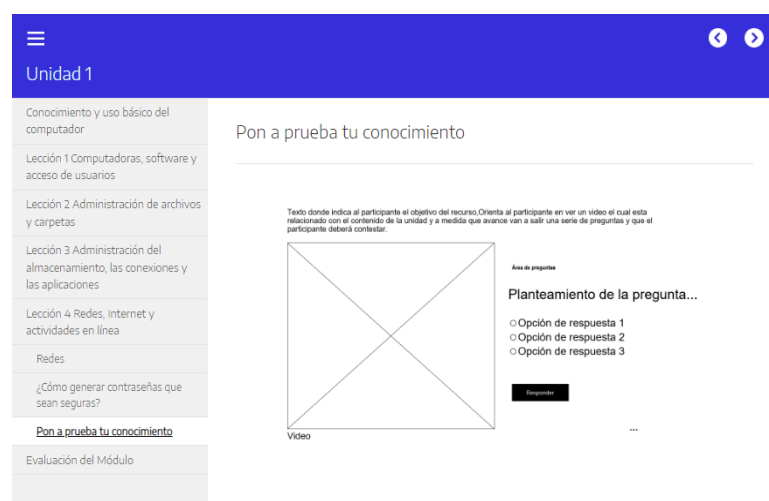 Unidad 1
Conocimiento y uso básico del
computador
Lección 1 Computadoras, software y
acceso de usuarios
Lección 2 Administración de archivos
y carpetas
Lección 3 Administración del
almacenamiento, las conexiones y
las aplicaciones
Lección 4 Redes, Internet y
actividades en línea
Redes
¿Cómo generar contraseñas que
sean seguras?
Pon a prueba tu conocimiento
Evaluación del Módulo
Pon a prueba tu conocimiento
Texto donde indica al participante el objetivo del recurso,Orienta al participante en ver un video el cual esta
relacionado con el contenido de la unidad y a medida que avance van a salir una serie de preguntas y que el
participante deberá contestar.
Video
Área de preguntas
Planteamiento de la pregunta...
Opción de respuesta 1
Opción de respuesta 2
Opción de respuesta 3
Responder
...